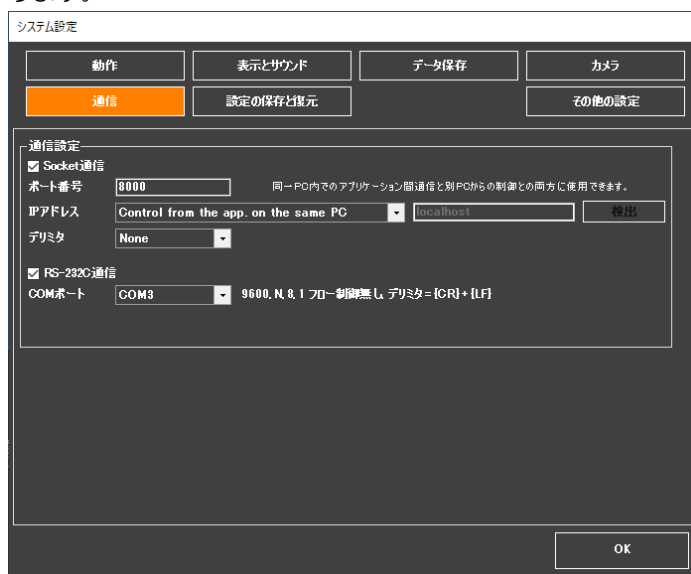 システム設定
動作 表示とサウンド データ保存 カメラ
通信 設定の保存と復元 その他の設定
通信設定
Socket通信
ポート番号 8000 同一PC内でのアプリケーション間通信と別PCからの制御との両方に使用できます。
IPアドレス Control from the app. on the same PC localhost 検出
デリミタ None
RS-232C通信
COMポート COM3 9600, N, 8, 1 フロー制御無し, デリミタ={CR}+{LF}
OK